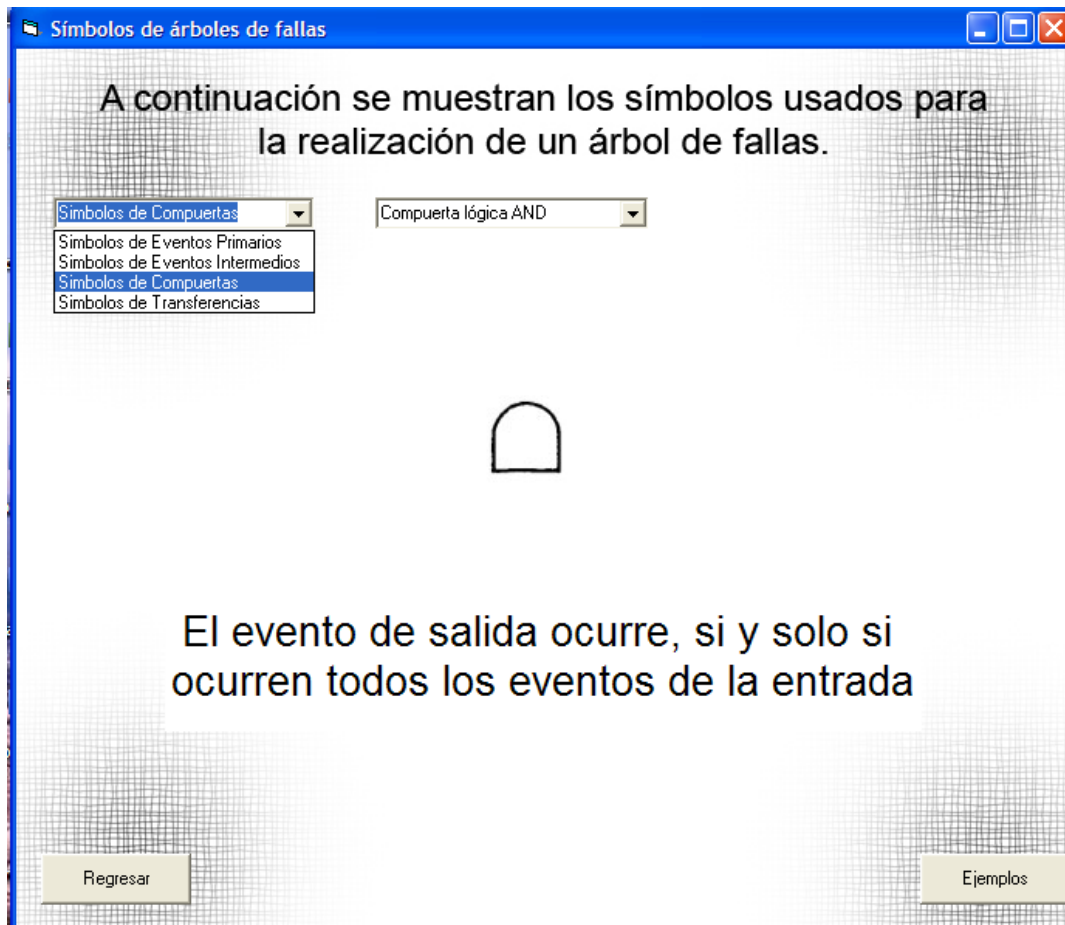 Símbolos de árboles de fallas
A continuación se muestran los símbolos usados para
la realización de un árbol de fallas.
Simbolos de Compuertas
Compuerta lógica AND
Simbolos de Eventos Primarios
Simbolos de Eventos Intermedios
Simbolos de Compuertas
Simbolos de Transferencias
El evento de salida ocurre, si y solo si
ocurren todos los eventos de la entrada
Regresar
Ejemplos